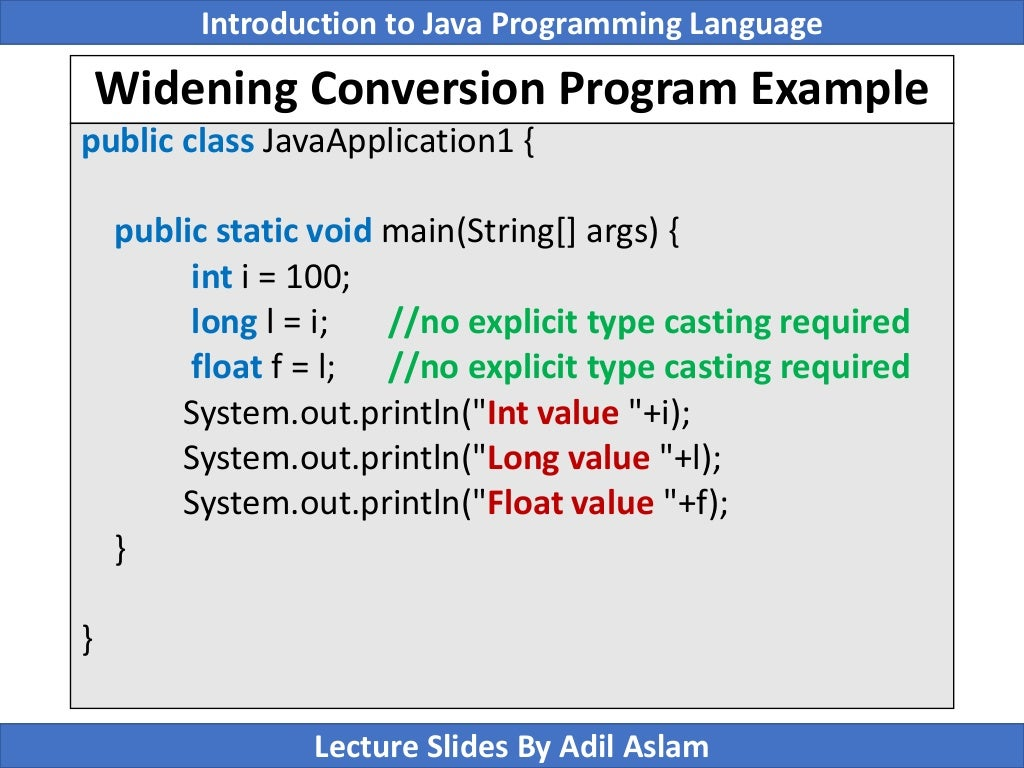 Introduction to Java Programming Language
Widening Conversion Program Example
public class JavaApplication1 {
public static void main(String[] args) {
int i = 100;
long l = i; //no explicit type casting required
float f = l; //no explicit type casting required
System.out.println("Int value "+i);
System.out.println("Long value "+l);
System.out.println("Float value "+f);
}
}
Lecture Slides By Adil Aslam